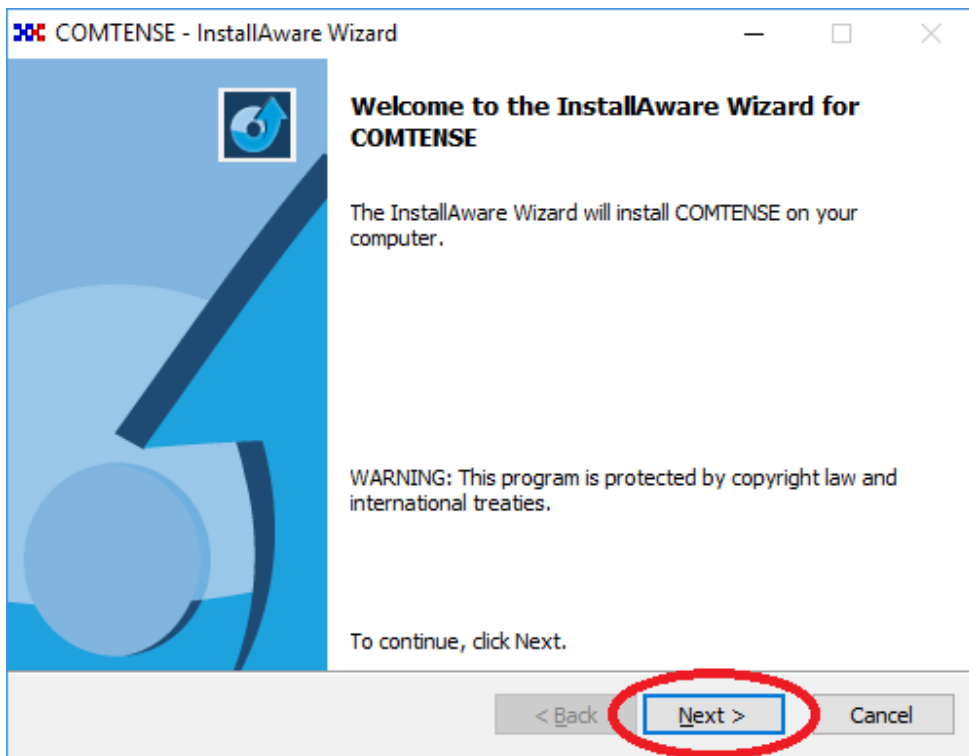 COMTENSE - InstallAware Wizard
Welcome to the InstallAware Wizard for
COMTENSE
The InstallAware Wizard will install COMTENSE on your
computer.
WARNING: This program is protected by copyright law and
international treaties.
To continue, click Next.
< Back
Next >
Cancel